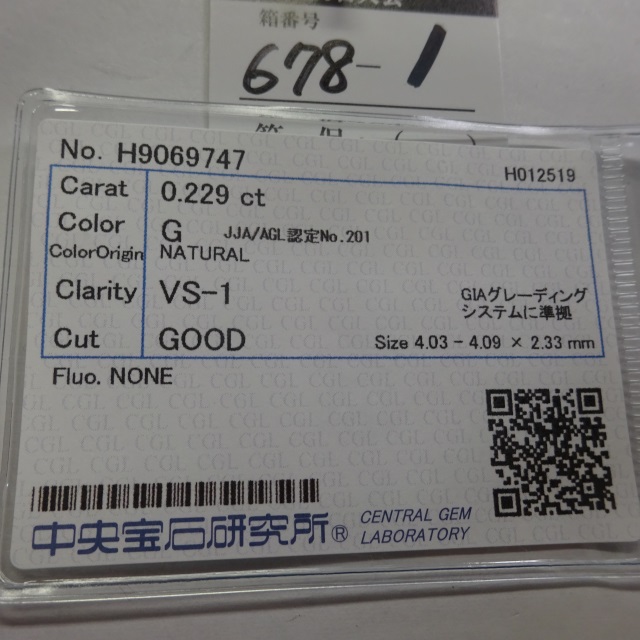 箱番号
678-1
No. H9069747
H012519
Carat 0.229 ct
Color G JJA/AGL認定No.201
ColorOrigin NATURAL
Clarity VS-1 GIAグレーディング
システムに準拠
Cut GOOD Size 4.03 - 4.09 × 2.33 mm
Fluo. NONE
中央宝石研究所® CENTRAL GEM
LABORATORY